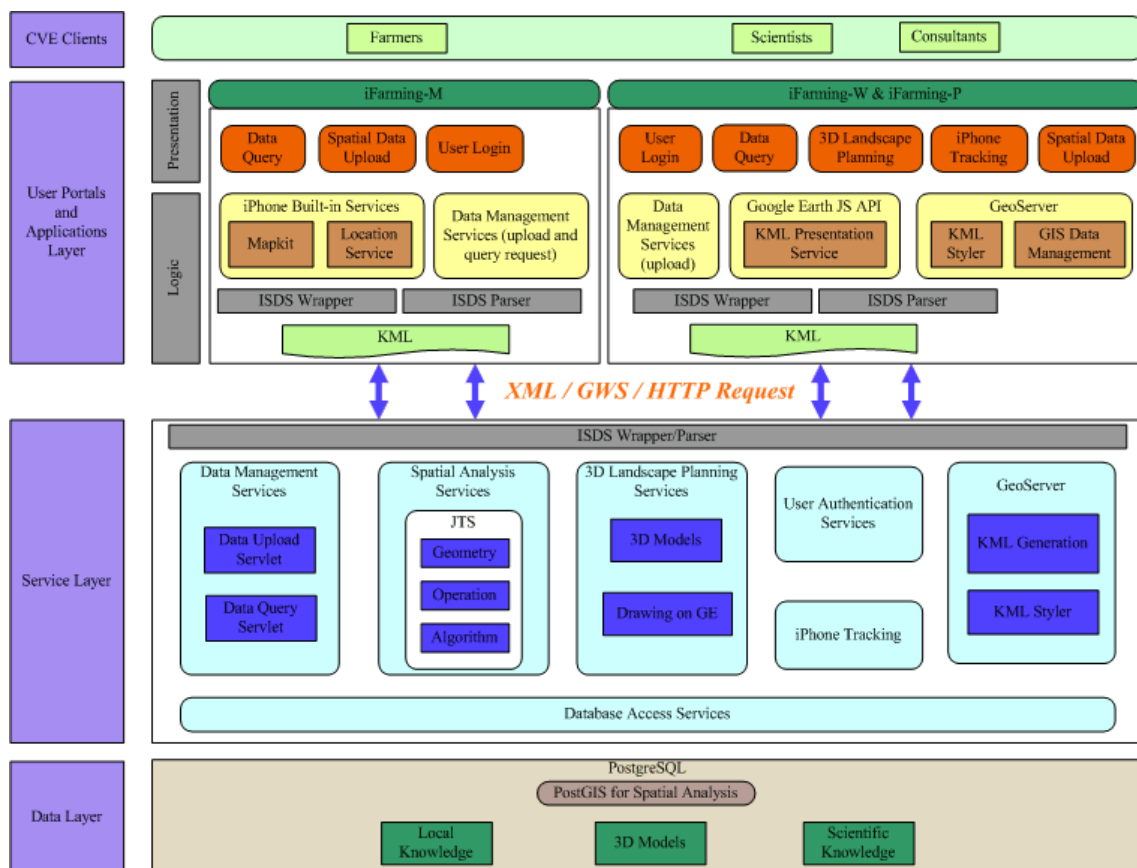 CVE Clients
Farmers
Scientists
Consultants
User Portals
and
Applications
Layer
Presentation
iFarming-M
Data
Query
Spatial Data
Upload
User Login
iFarming-W & iFarming-P
User
Login
Data
Query
3D Landscape
Planning
iPhone
Tracking
Spatial Data
Upload
Logic
iPhone Built-in Services
Mapkit
Location
Service
Data Management
Services (upload and
query request)
ISDS Wrapper
ISDS Parser
KML
Data
Management
Services
(upload)
Google Earth JS API
KML Presentation
Service
GeoServer
KML
Styler
GIS Data
Management
ISDS Wrapper
ISDS Parser
KML
XML / GWS / HTTP Request
Service Layer
ISDS Wrapper/Parser
Data Management
Services
Data Upload
Servlet
Data Query
Servlet
Spatial Analysis
Services
JTS
Geometry
Operation
Algorithm
3D Landscape Planning
Services
3D Models
Drawing on GE
User Authentication
Services
iPhone Tracking
GeoServer
KML Generation
KML Styler
Database Access Services
Data Layer
PostgreSQL
PostGIS for Spatial Analysis
Local
Knowledge
3D Models
Scientific
Knowledge